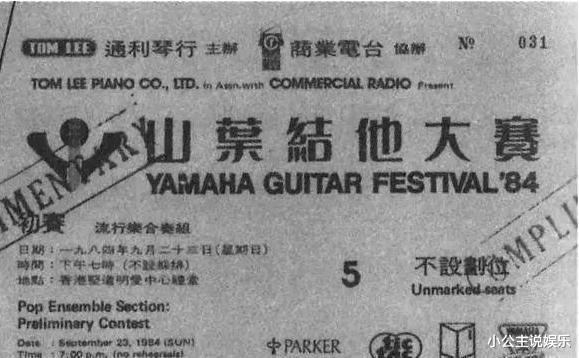 TOM LEE 通利琴行 主辦 商業電台 協辦 № 031
TOM LEE PIANO CO., LTD. in Assn. with COMMERCIAL RADIO Present
山葉結他大賽
YAMAHA GUITAR FESTIVAL '84
初賽 流行樂合奏組
日期：一九八四年九月二十三日(星期日)
時間：下午七時 (不設綵排)
地點：香港堅道明愛中心禮堂
5
不設劃位
Unmarked seats
Pop Ensemble Section:
Preliminary Contest
Date : September 23, 1984 (SUN)
Time : 7:00 p.m. (no rehearsals)
PARKER
YAMAHA
COMPLI
MENTARY
小公主说娱乐